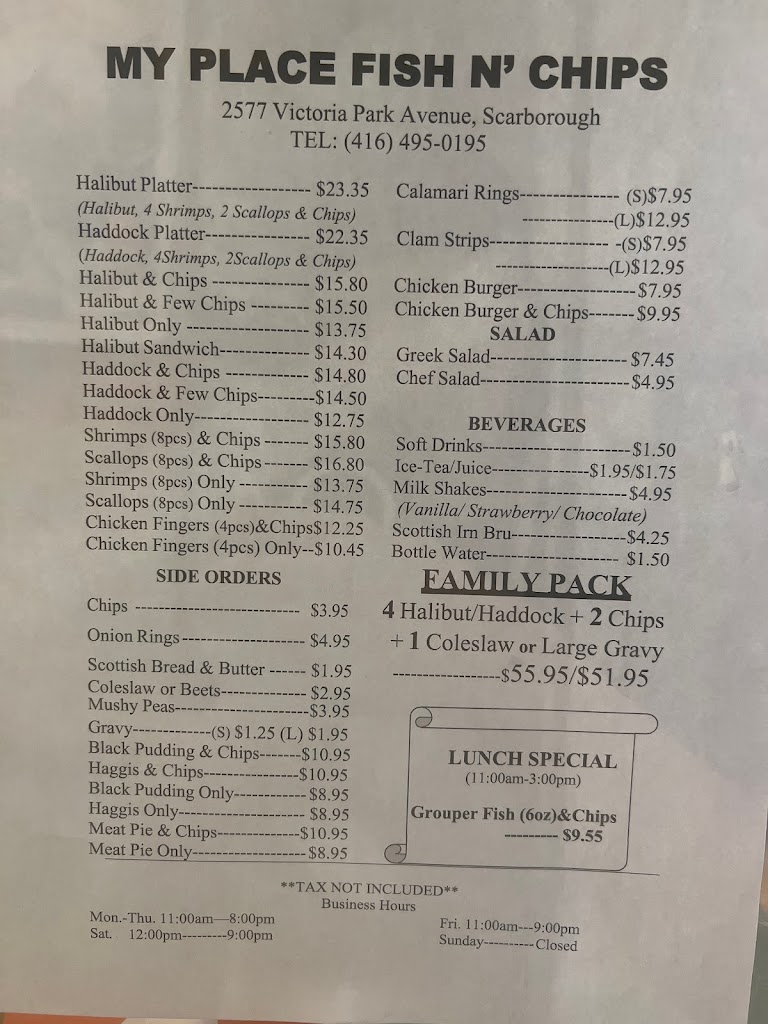 MY PLACE FISH N' CHIPS
2577 Victoria Park Avenue, Scarborough
TEL: (416) 495-0195
Halibut Platter------------------ $23.35
(Halibut, 4 Shrimps, 2 Scallops & Chips)
Haddock Platter---------------- $22.35
(Haddock, 4Shrimps, 2Scallops & Chips)
Halibut & Chips --------------- $15.80
Halibut & Few Chips --------- $15.50
Halibut Only ------------------- $13.75
Halibut Sandwich-------------- $14.30
Haddock & Chips -------------- $14.80
Haddock & Few Chips---------$14.50
Haddock Only------------------ $12.75
Shrimps (8pcs) & Chips ------- $15.80
Scallops (8pcs) & Chips------- $16.80
Shrimps (8pcs) Only ----------- $13.75
Scallops (8pcs) Only ----------- $14.75
Chicken Fingers (4pcs)&Chips$12.25
Chicken Fingers (4pcs) Only--$10.45
SIDE ORDERS
Chips --------------------------- $3.95
Onion Rings-------------------- $4.95
Scottish Bread & Butter ------ $1.95
Coleslaw or Beets-------------- $2.95
Mushy Peas----------------------$3.95
Gravy-------------(S) $1.25 (L) $1.95
Black Pudding & Chips-------$10.95
Haggis & Chips---------------$10.95
Black Pudding Only------------ $8.95
Haggis Only-------------------- $8.95
Meat Pie & Chips-------------$10.95
Meat Pie Only------------------ $8.95
Calamari Rings---------------- (S)$7.95
---------------(L)$12.95
Clam Strips------------------- -(S)$7.95
------------------(L)$12.95
Chicken Burger-------------------$7.95
Chicken Burger & Chips-------$9.95
SALAD
Greek Salad---------------------- $7.45
Chef Salad------------------------$4.95
BEVERAGES
Soft Drinks------------------------$1.50
Ice-Tea/Juice----------------$1.95/$1.75
Milk Shakes-----------------------$4.95
(Vanilla/ Strawberry/ Chocolate)
Scottish Irn Bru-------------------$4.25
Bottle Water---------------------- $1.50
FAMILY PACK
4 Halibut/Haddock + 2 Chips
+ 1 Coleslaw or Large Gravy
------------------$55.95/$51.95
LUNCH SPECIAL
(11:00am-3:00pm)
Grouper Fish (6oz)&Chips
--------- $9.55
**TAX NOT INCLUDED**
Business Hours
Mon.-Thu. 11:00am—8:00pm
Sat. 12:00pm---------9:00pm
Fri. 11:00am---9:00pm
Sunday----------Closed